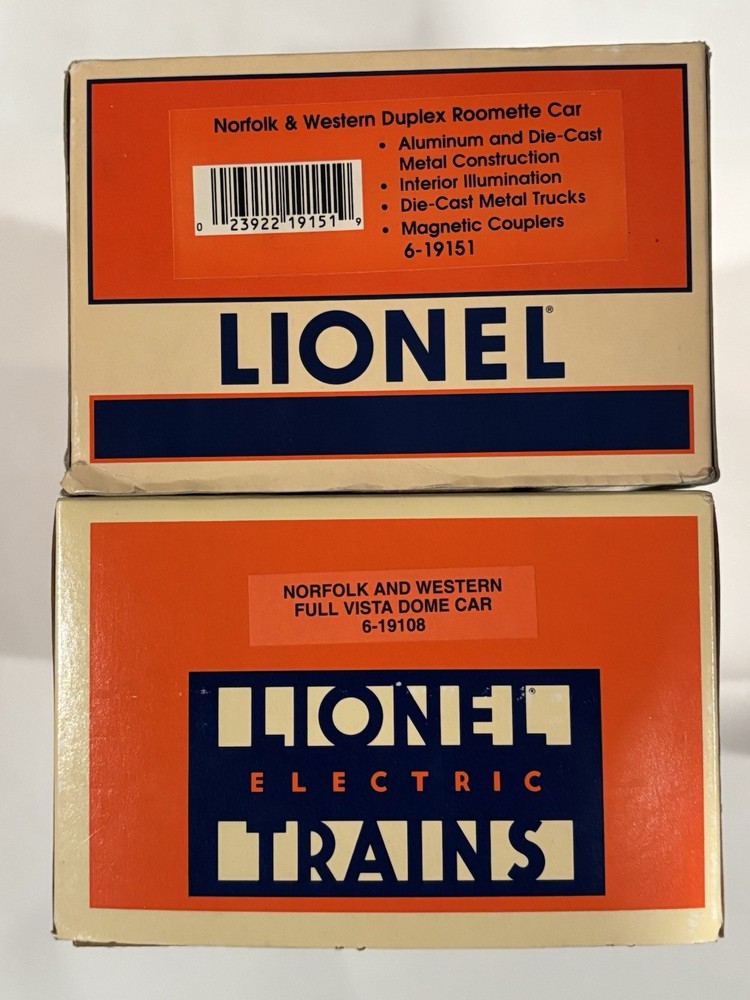 Norfolk & Western Duplex Roomette Car
• Aluminum and Die-Cast
Metal Construction
• Interior Illumination
• Die-Cast Metal Trucks
• Magnetic Couplers
6-19151
0 23922 19151 9
LIONEL®
NORFOLK AND WESTERN
FULL VISTA DOME CAR
6-19108
LIONEL®
ELECTRIC
TRAINS